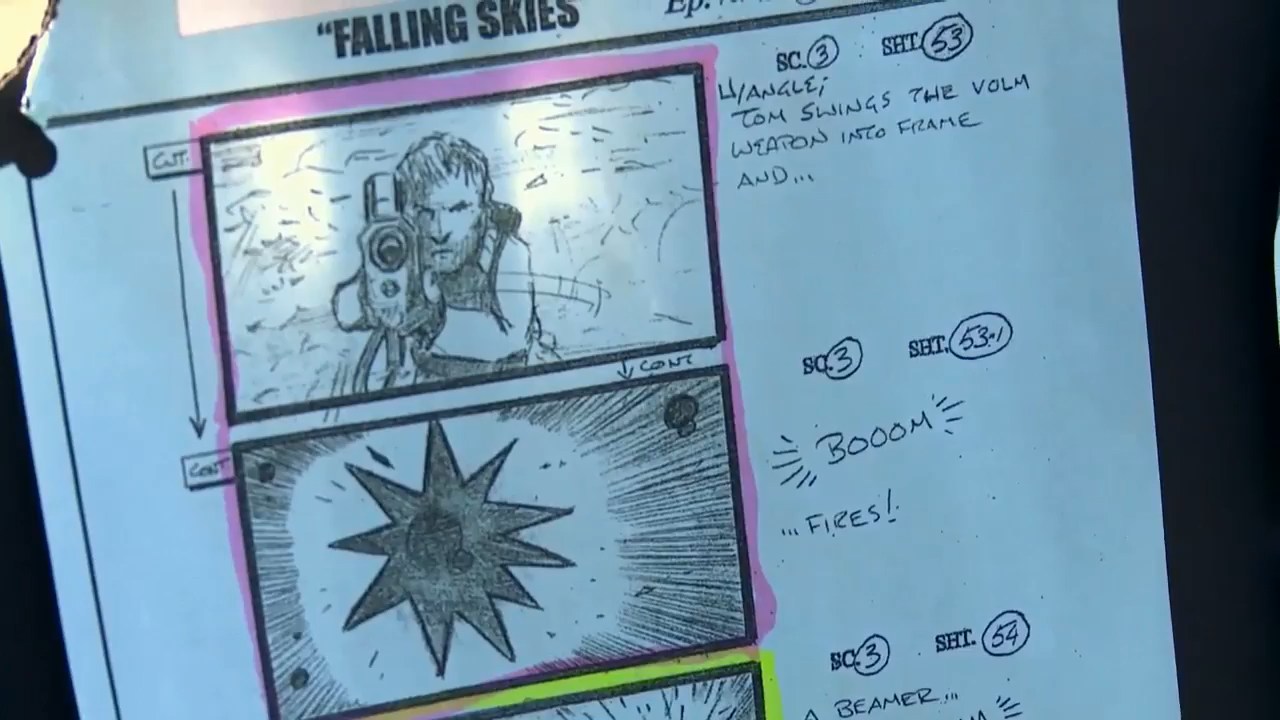 "FALLING SKIES
Ep.
SC. 3 SHT. 53
CUT.
L/ANGLE;
TOM SWINGS THE VOLM
WEAPON INTO FRAME
AND...
CONT
SC. 3 SHT. 53.1
CONT
BOOOM
...FIRES!
SC. 3 SHT. 54
A BEAMER...